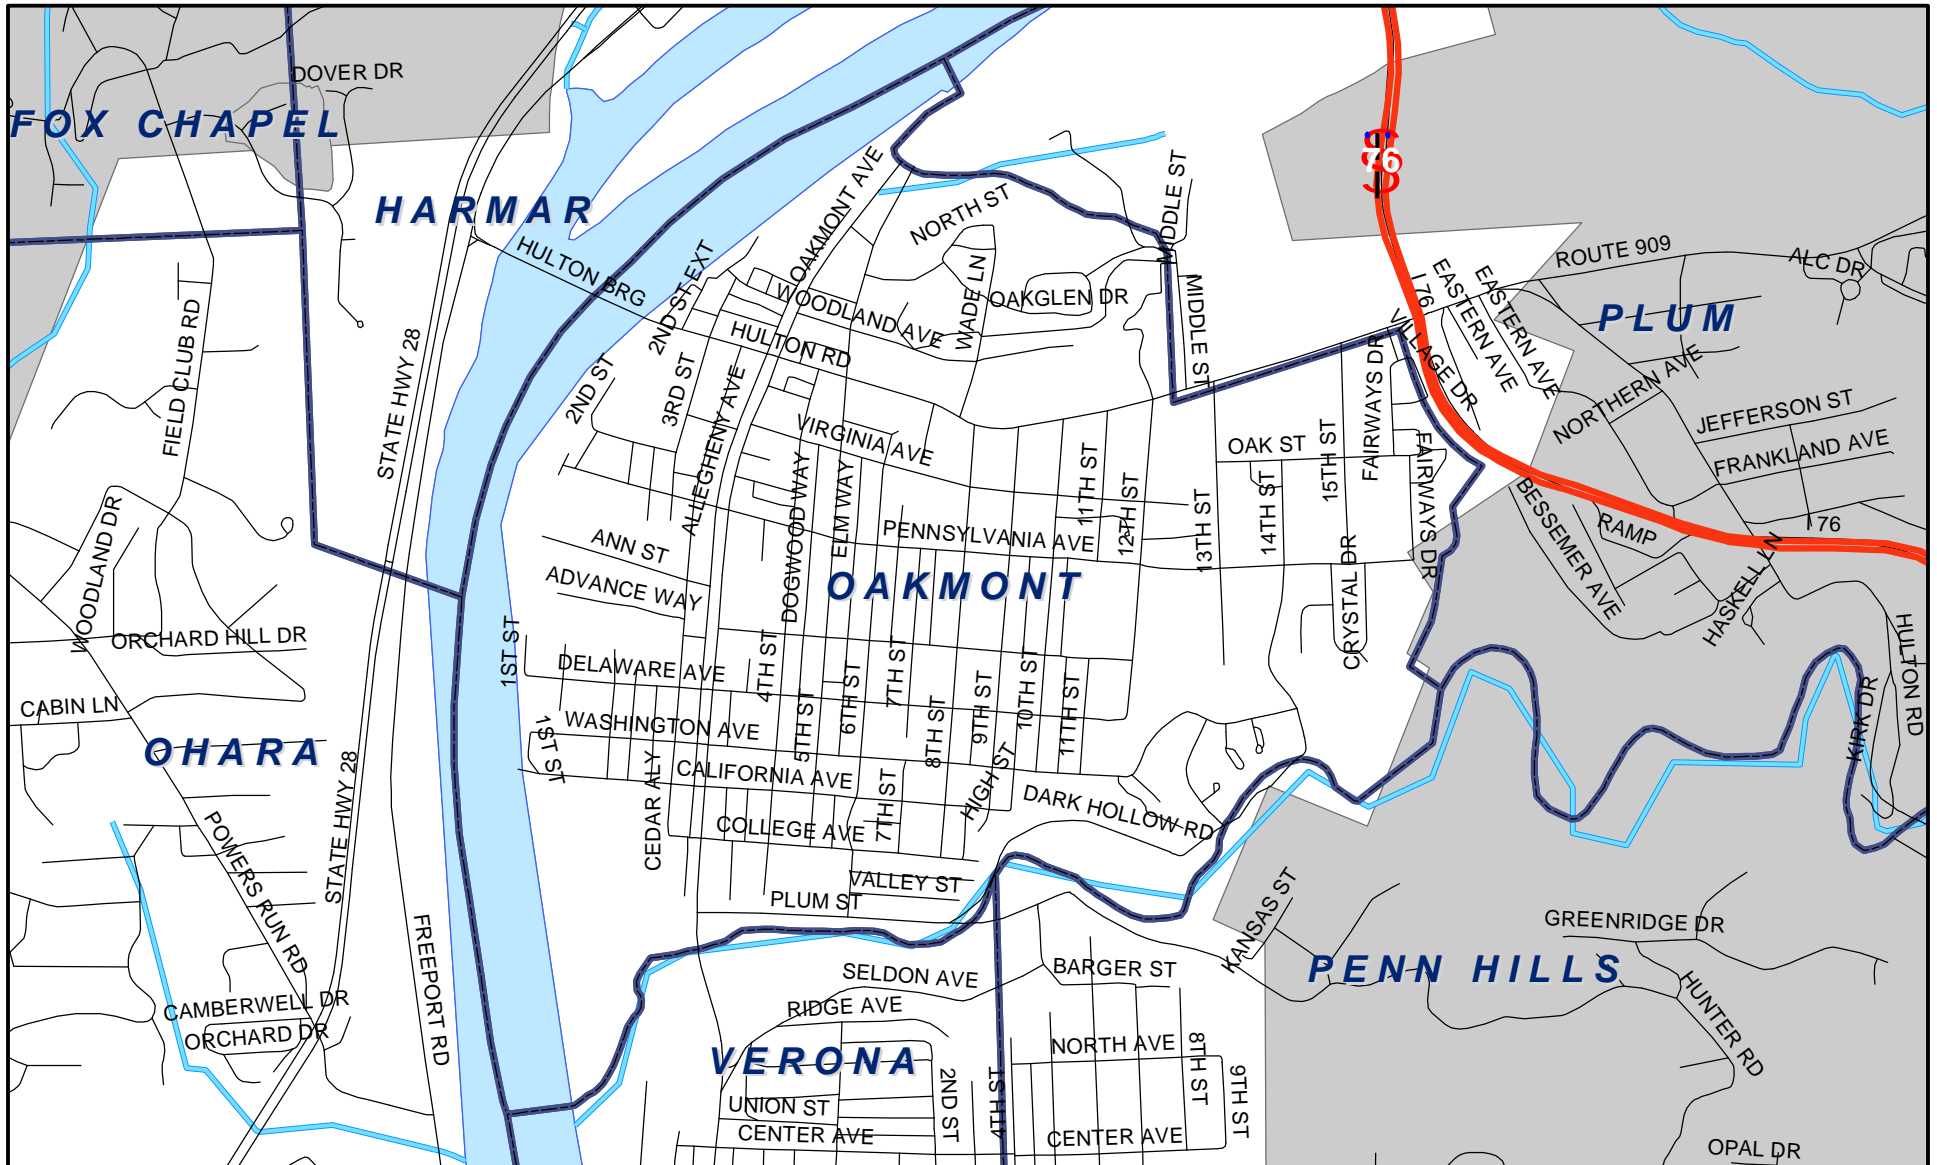 DOVER DR
FOX CHAPEL
76
HARMAR
OAKMONT AVE
NORTH ST
MIDDLE ST
HULTON BRG
2ND ST EXT
WOODLAND AVE
WADE LN
OAKGLEN DR
MIDDLE ST
ROUTE 909
ALC DR
I 76
EASTERN AVE
EASTERN AVE
PLUM
FIELD CLUB RD
STATE HWY 28
HULTON RD
VILLAGE DR
FAIRWAYS DR
NORTHERN AVE
2ND ST
3RD ST
ALLEGHENY AVE
VIRGINIA AVE
JEFFERSON ST
FRANKLAND AVE
OAK ST
15TH ST
FAIRWAYS DR
DOGWOOD WAY
ELM WAY
11TH ST
12TH ST
13TH ST
14TH ST
BESSEMER AVE
RAMP
I 76
WOODLAND DR
ANN ST
PENNSYLVANIA AVE
ADVANCE WAY
OAKMONT
CRYSTAL DR
HASKELL LN
HULTON RD
ORCHARD HILL DR
1ST ST
DELAWARE AVE
4TH ST
7TH ST
10TH ST
CABIN LN
WASHINGTON AVE
5TH ST
6TH ST
8TH ST
9TH ST
11TH ST
KIRK DR
OHARA
1ST ST
CEDAR ALY
CALIFORNIA AVE
7TH ST
HIGH ST
DARK HOLLOW RD
STATE HWY 28
POWERS RUN RD
COLLEGE AVE
VALLEY ST
PLUM ST
KANSAS ST
GREENRIDGE DR
FREEPORT RD
SELDON AVE
BARGER ST
PENN HILLS
CAMBERWELL DR
RIDGE AVE
HUNTER RD
ORCHARD DR
VERONA
NORTH AVE
8TH ST
9TH ST
UNION ST
2ND ST
4TH ST
CENTER AVE
CENTER AVE
OPAL DR